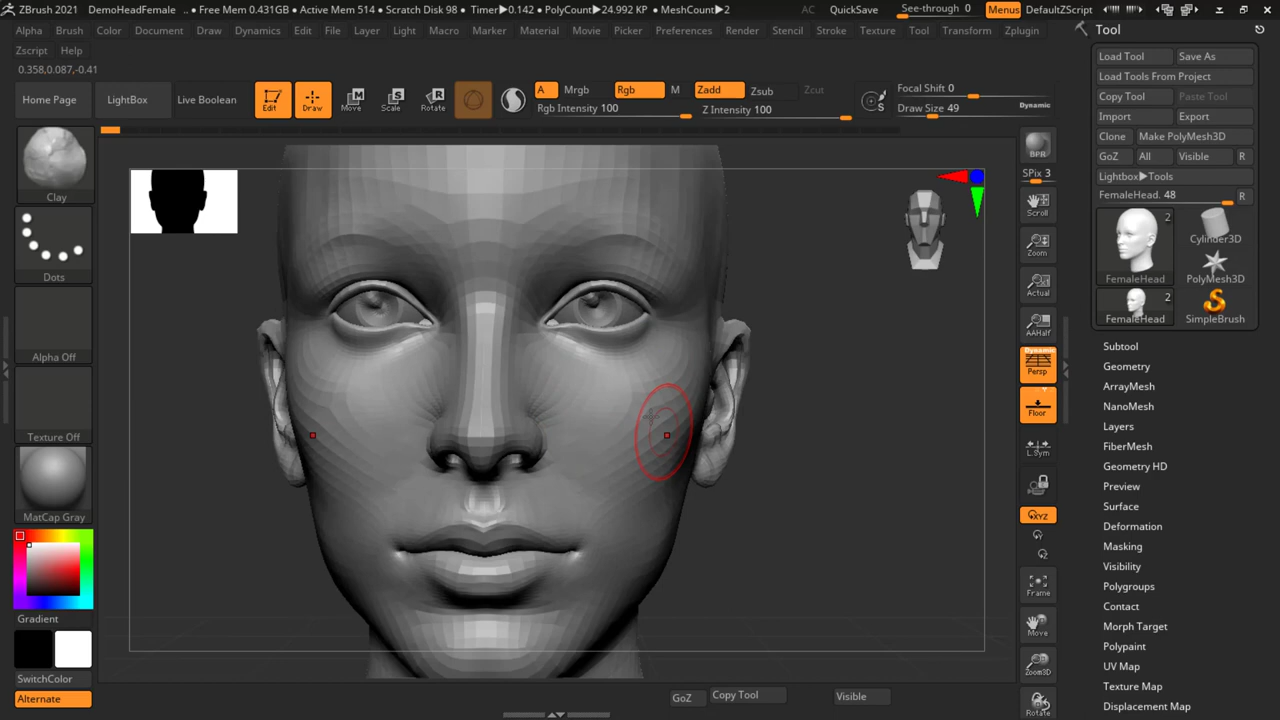 ZBrush 2021 DemoHeadFemale .. • Free Mem 0.431GB • Active Mem 514 • Scratch Disk 98 • Timer▶0.142 • PolyCount▶24.992 KP • MeshCount▶2 AC QuickSave See-through 0 Menus DefaultZScript
Alpha Brush Color Document Draw Dynamics Edit File Layer Light Macro Marker Material Movie Picker Preferences Render Stencil Stroke Texture Tool Transform Zplugin
Zscript Help
0.358,0.087,-0.41
Home Page LightBox Live Boolean Edit Draw Move Scale Rotate
A Mrgb Rgb M Zadd Zsub Zcut
Rgb Intensity 100 Z Intensity 100
Focal Shift 0
Draw Size 49 Dynamic
Clay
Dots
Alpha Off
Texture Off
MatCap Gray
Gradient
SwitchColor
Alternate
BPR
SPix 3
Scroll
Zoom
Actual
AAHalf
Dynamic
Persp
Floor
L.Sym
XYZ
Frame
Move
Zoom3D
Rotate
GoZ Copy Tool Visible
Tool
Load Tool Save As
Load Tools From Project
Copy Tool Paste Tool
Import Export
Clone Make PolyMesh3D
GoZ All Visible R
Lightbox▶Tools
FemaleHead. 48 R
2
FemaleHead Cylinder3D
PolyMesh3D
2
FemaleHead SimpleBrush
Subtool
Geometry
ArrayMesh
NanoMesh
Layers
FiberMesh
Geometry HD
Preview
Surface
Deformation
Masking
Visibility
Polygroups
Contact
Morph Target
Polypaint
UV Map
Texture Map
Displacement Map